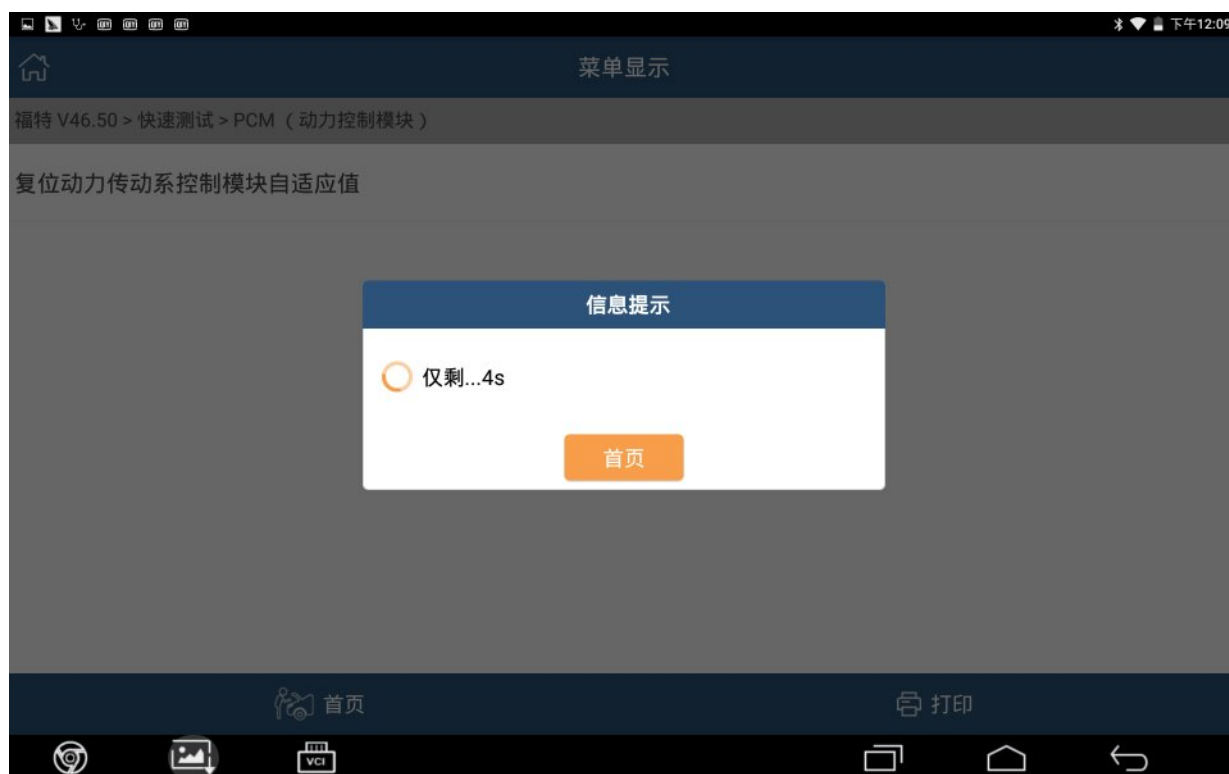 下午12:09
菜单显示
福特 V46.50 > 快速测试 > PCM （动力控制模块）
复位动力传动系控制模块自适应值
信息提示
仅剩...4s
首页
首页
打印
VCI